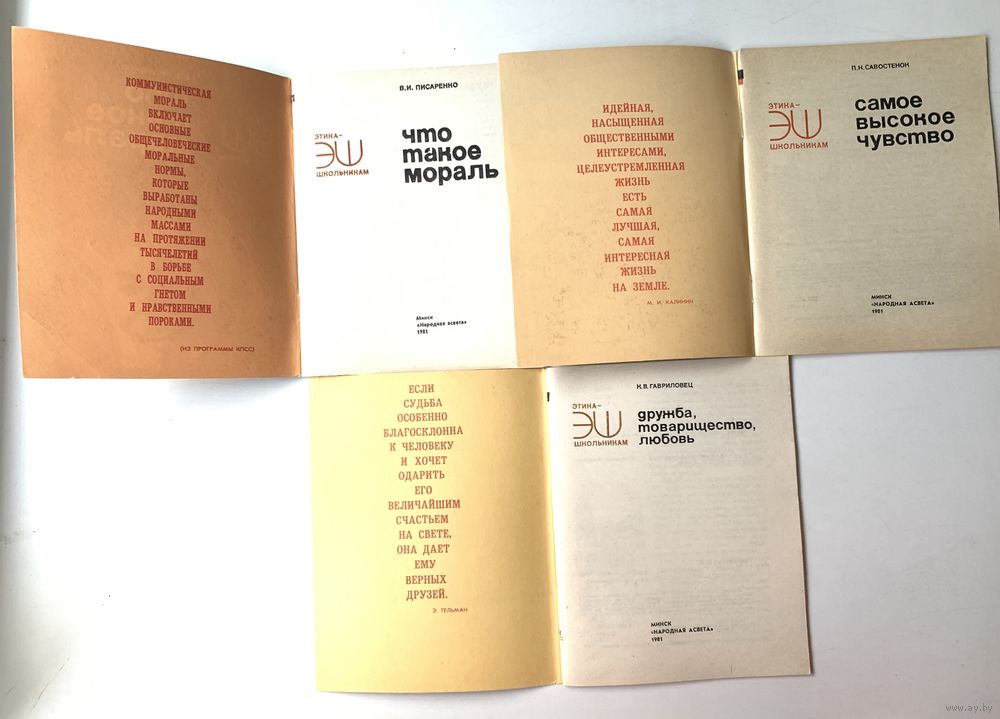 КОММУНИСТИЧЕСКАЯ
МОРАЛЬ
ВКЛЮЧАЕТ
ОСНОВНЫЕ
ОБЩЕЧЕЛОВЕЧЕСКИЕ
МОРАЛЬНЫЕ
НОРМЫ,
КОТОРЫЕ
ВЫРАБОТАНЫ
НАРОДНЫМИ
МАССАМИ
НА ПРОТЯЖЕНИИ
ТЫСЯЧЕЛЕТИЙ
В БОРЬБЕ
С СОЦИАЛЬНЫМ
ГНЕТОМ
И НРАВСТВЕННЫМИ
ПОРОКАМИ.
(ИЗ ПРОГРАММЫ КПСС)
В.И. ПИСАРЕНКО
ЭТИКА–
ЭШ
ШКОЛЬНИКАМ
что
такое
мораль
Минск
«Народная асвета»
1981
ИДЕЙНАЯ,
НАСЫЩЕННАЯ
ОБЩЕСТВЕННЫМИ
ИНТЕРЕСАМИ,
ЦЕЛЕУСТРЕМЛЕННАЯ
ЖИЗНЬ
ЕСТЬ
САМАЯ
ЛУЧШАЯ,
САМАЯ
ИНТЕРЕСНАЯ
ЖИЗНЬ
НА ЗЕМЛЕ.
М. И. КАЛИНИН
П.Н. САВОСТЕНОК
ЭТИКА–
ЭШ
ШКОЛЬНИКАМ
самое
высокое
чувство
МИНСК
«НАРОДНАЯ АСВЕТА»
1981
ЕСЛИ
СУДЬБА
ОСОБЕННО
БЛАГОСКЛОННА
К ЧЕЛОВЕКУ
И ХОЧЕТ
ОДАРИТЬ
ЕГО
ВЕЛИЧАЙШИМ
СЧАСТЬЕМ
НА СВЕТЕ,
ОНА ДАЕТ
ЕМУ
ВЕРНЫХ
ДРУЗЕЙ.
Э. ТЕЛЬМАН
Н.В. ГАВРИЛОВЕЦ
ЭТИКА–
ЭШ
ШКОЛЬНИКАМ
дружба,
товарищество,
любовь
МИНСК
«НАРОДНАЯ АСВЕТА»
1981
www.ay.by